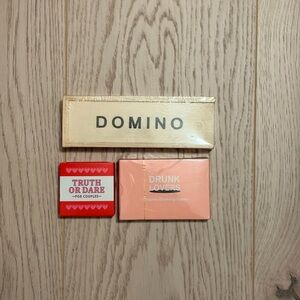 DOMINO
TRUTH
OR DARE
FOR COUPLES
DRUNK
LOVERS